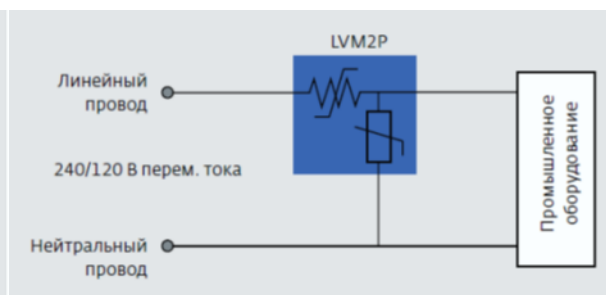 LVM2P
Линейный
провод
240/120 В перем. тока
Нейтральный
провод
Промышленное
оборудование